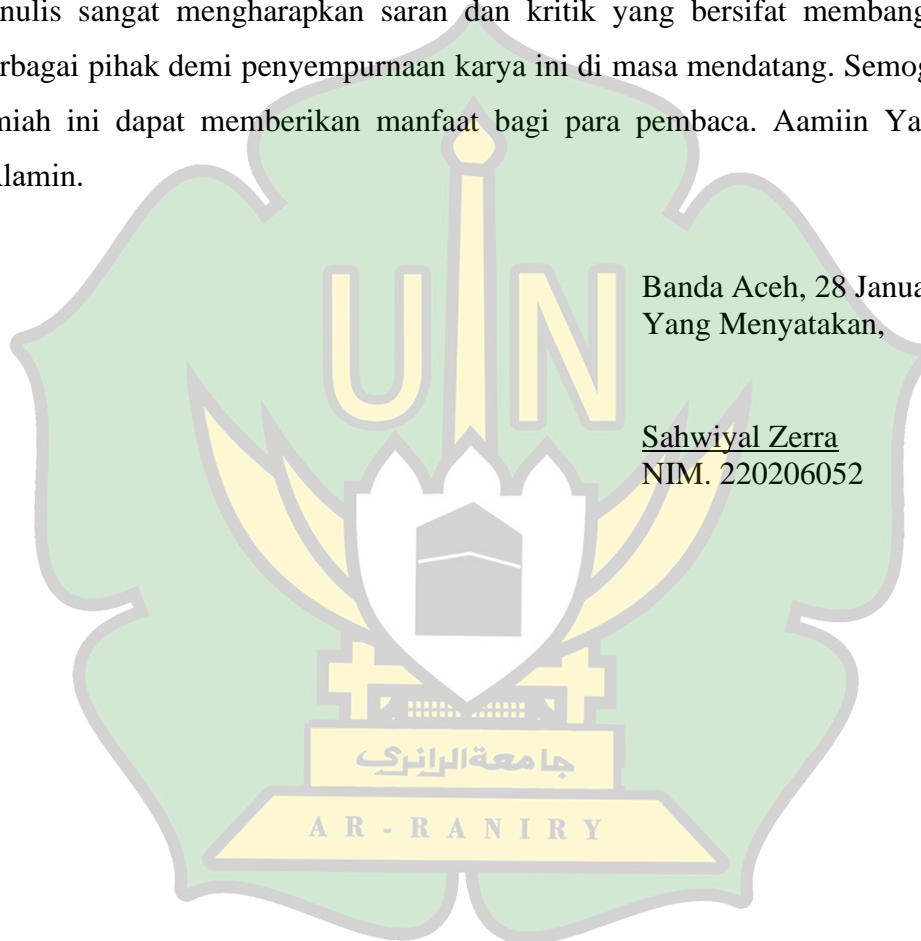 nulis sangat mengharapkan saran dan kritik yang bersifat membang
rbagai pihak demi penyempurnaan karya ini di masa mendatang. Semog
miah ini dapat memberikan manfaat bagi para pembaca. Aamiin Ya
lamin.
Banda Aceh, 28 Janua
Yang Menyatakan,
Sahwiyal Zerra
NIM. 220206052
UIN
جامعةالرانري
AR-RANIRY